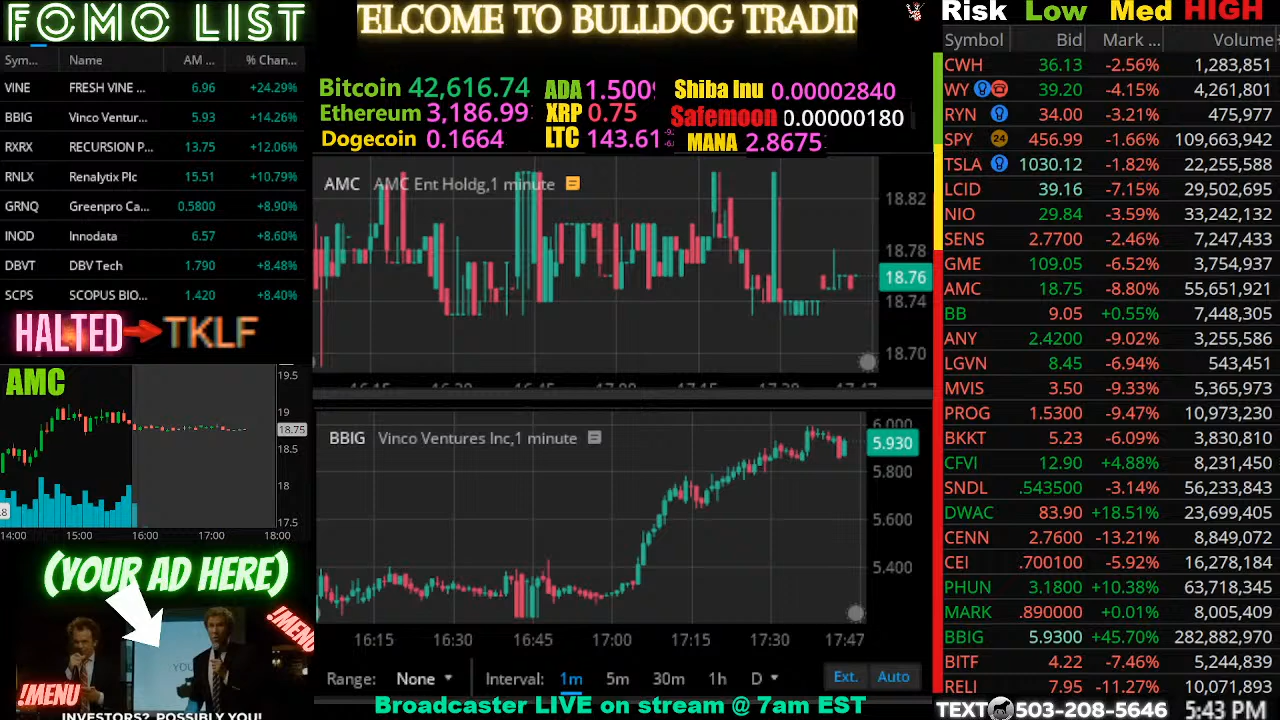 FOMO LIST
Sym... Name AM ... % Chan...
VINE FRESH VINE ... 6.96 +24.29%
BBIG Vinco Ventur... 5.93 +14.26%
RXRX RECURSION P... 13.75 +12.06%
RNLX Renalytix Plc 15.51 +10.79%
GRNQ Greenpro Ca... 0.5800 +8.90%
INOD Innodata 6.57 +8.60%
DBVT DBV Tech 1.790 +8.48%
SCPS SCOPUS BIO... 1.420 +8.40%
HALTED TKLF
AMC
19.5
19
18.75
18.5
18
17.5
14:00 15:00 16:00 17:00 18:00
(YOUR AD HERE)
!MENU
!MENU
INVESTORS? POSSIBLY YOU!
ELCOME TO BULLDOG TRADIN
Bitcoin 42,616.74 ADA 1.500 Shiba Inu 0.00002840
Ethereum 3,186.99 XRP 0.75 Safemoon 0.00000180
Dogecoin 0.1664 LTC 143.61 MANA 2.8675
AMC AMC Ent Holdg,1 minute
18.82
18.78
18.76
18.74
18.70
16:15 16:30 16:45 17:00 17:15 17:30 17:47
BBIG Vinco Ventures Inc,1 minute
6.000
5.930
5.800
5.600
5.400
16:15 16:30 16:45 17:00 17:15 17:30 17:47
Range: None Interval: 1m 5m 30m 1h D Ext. Auto
Broadcaster LIVE on stream @ 7am EST
Risk Low Med HIGH
Symbol Bid Mark ... Volume
CWH 36.13 -2.56% 1,283,851
WY 39.20 -4.15% 4,261,801
RYN 34.00 -3.21% 475,977
SPY 24 456.99 -1.66% 109,663,942
TSLA 1030.12 -1.82% 22,255,588
LCID 39.16 -7.15% 29,502,695
NIO 29.84 -3.59% 33,242,132
SENS 2.7700 -2.46% 7,247,433
GME 109.05 -6.52% 3,754,937
AMC 18.75 -8.80% 55,651,921
BB 9.05 +0.55% 7,448,305
ANY 2.4200 -9.02% 3,255,586
LGVN 8.45 -6.94% 543,451
MVIS 3.50 -9.33% 5,365,973
PROG 1.5300 -9.47% 10,973,230
BKKT 5.23 -6.09% 3,830,810
CFVI 12.90 +4.88% 8,231,450
SNDL .543500 -3.14% 56,233,843
DWAC 83.90 +18.51% 23,699,405
CENN 2.7600 -13.21% 8,849,072
CEI .700100 -5.92% 16,278,184
PHUN 3.1800 +10.38% 63,718,345
MARK .890000 +0.01% 8,005,409
BBIG 5.9300 +45.70% 282,882,970
BITF 4.22 -7.46% 5,244,839
RELI 7.95 -11.27% 10,071,893
TEXT 503-208-5646 5:43 PM